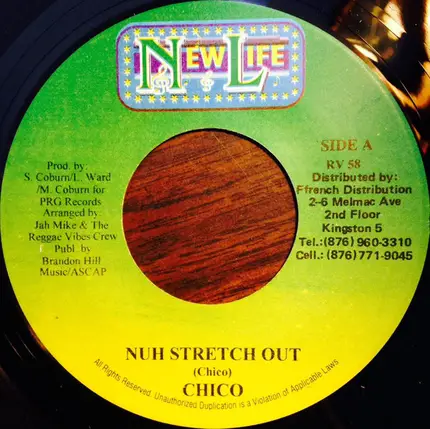 NEW LIFE
N L
SIDE A
RV 58
Prod. by:
S. Coburn/L. Ward
/M. Coburn for
PRG Records
Arranged by:
Jah Mike & The
Reggae Vibes Crew
Publ. by
Brandon Hill
Music/ASCAP
Distributed by:
Ffrench Distribution
2-6 Melmac Ave
2nd Floor
Kingston 5
Tel.:(876) 960-3310
Cell.: (876) 771-9045
NUH STRETCH OUT
(Chico)
CHICO
All Rights Reserved. Unauthorized Duplication is a Violation of Applicable Laws